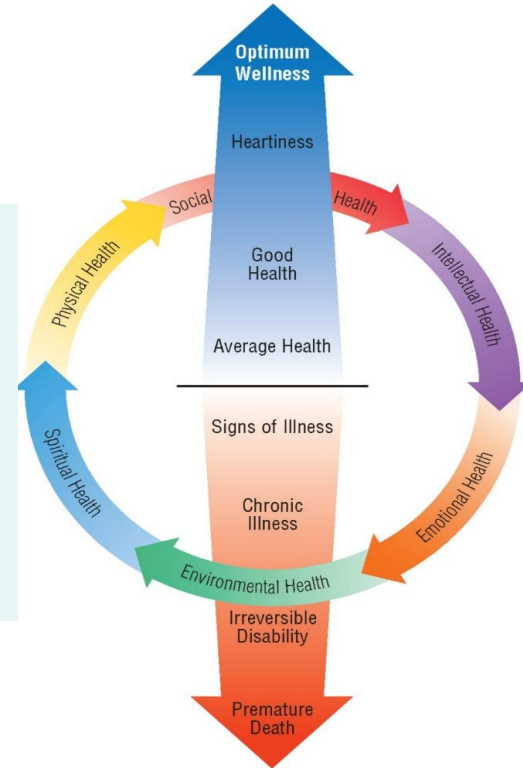 Optimum
Wellness
Heartiness
Social Health
Physical Health
Intellectual Health
Good
Health
Average Health
Signs of Illness
Spiritual Health
Emotional Health
Chronic
Illness
Environmental Health
Irreversible
Disability
Premature
Death